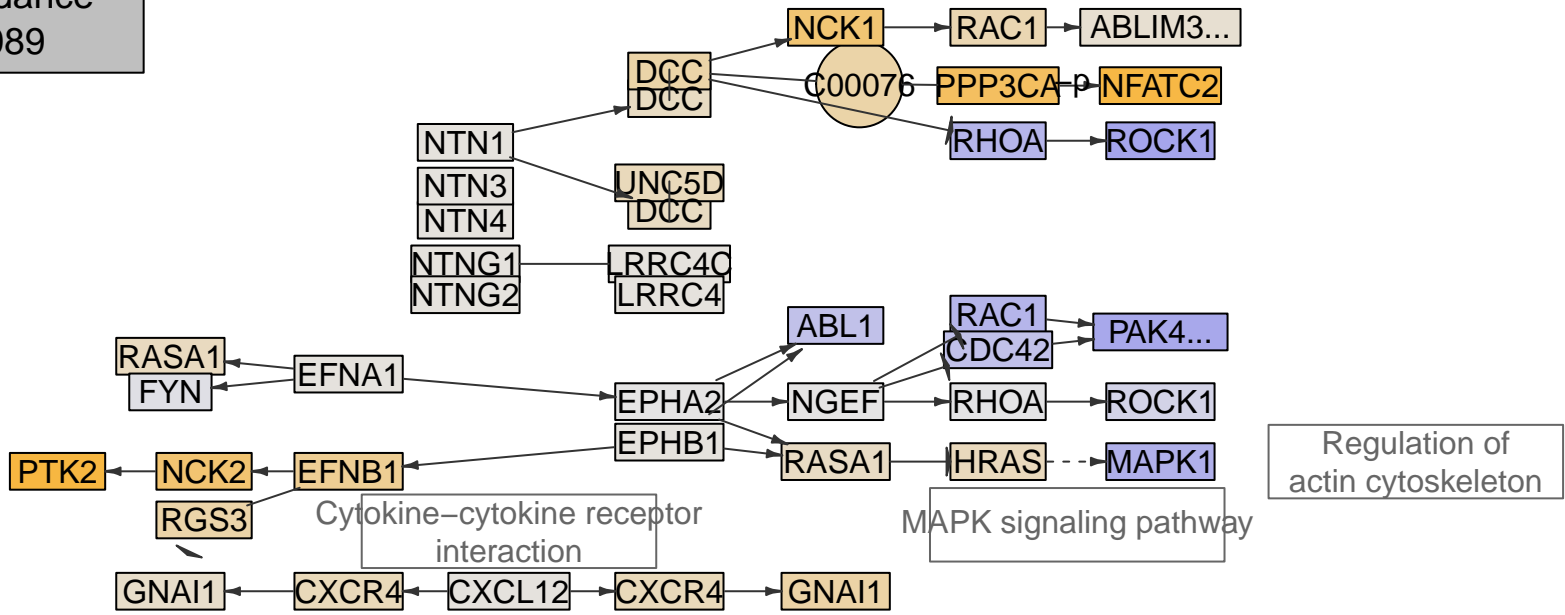 089
NCK1
RAC1
ABLIM3...
DCC
DCC
C00076
PPP3CA
+p
NFATC2
NTN1
RHOA
ROCK1
NTN3
UNC5D
NTN4
DCC
NTNG1
LRRC4C
NTNG2
LRRC4
ABL1
RAC1
PAK4...
CDC42
RASA1
FYN
EFNA1
EPHA2
NGEF
RHOA
ROCK1
EPHB1
PTK2
NCK2
EFNB1
RASA1
HRAS
MAPK1
Regulation of
actin cytoskeleton
RGS3
Cytokine−cytokine receptor
interaction
MAPK signaling pathway
GNAI1
CXCR4
CXCL12
CXCR4
GNAI1